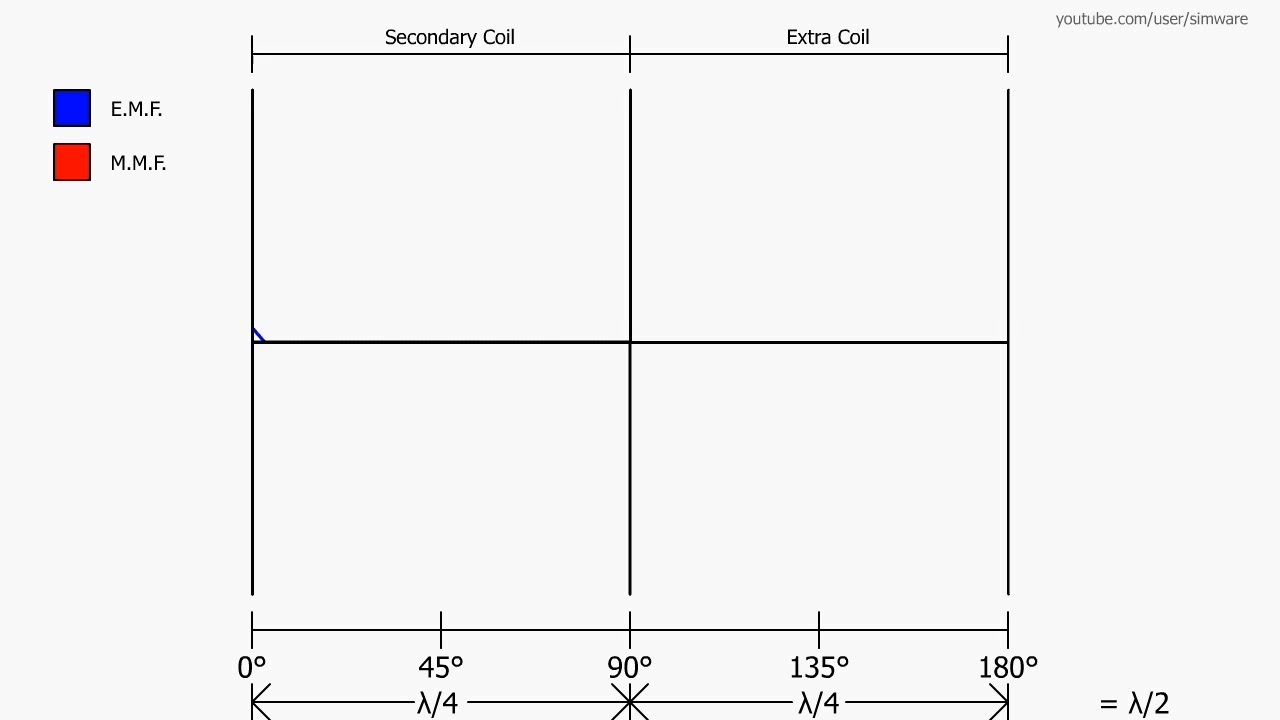 youtube.com/user/simware
Secondary Coil Extra Coil
E.M.F.
M.M.F.
0° 45° 90° 135° 180°
λ/4 λ/4 = λ/2